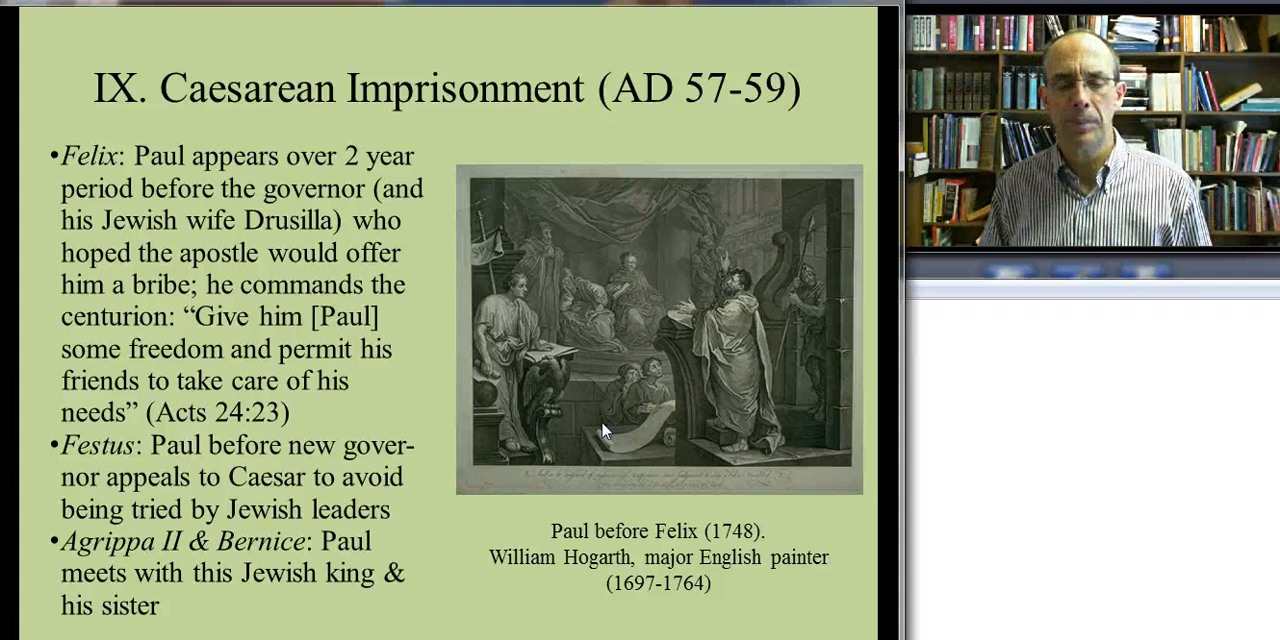 IX. Caesarean Imprisonment (AD 57-59)
•Felix: Paul appears over 2 year
period before the governor (and
his Jewish wife Drusilla) who
hoped the apostle would offer
him a bribe; he commands the
centurion: “Give him [Paul]
some freedom and permit his
friends to take care of his
needs” (Acts 24:23)
•Festus: Paul before new gover-
nor appeals to Caesar to avoid
being tried by Jewish leaders
•Agrippa II & Bernice: Paul
meets with this Jewish king &
his sister
Paul before Felix (1748).
William Hogarth, major English painter
(1697-1764)